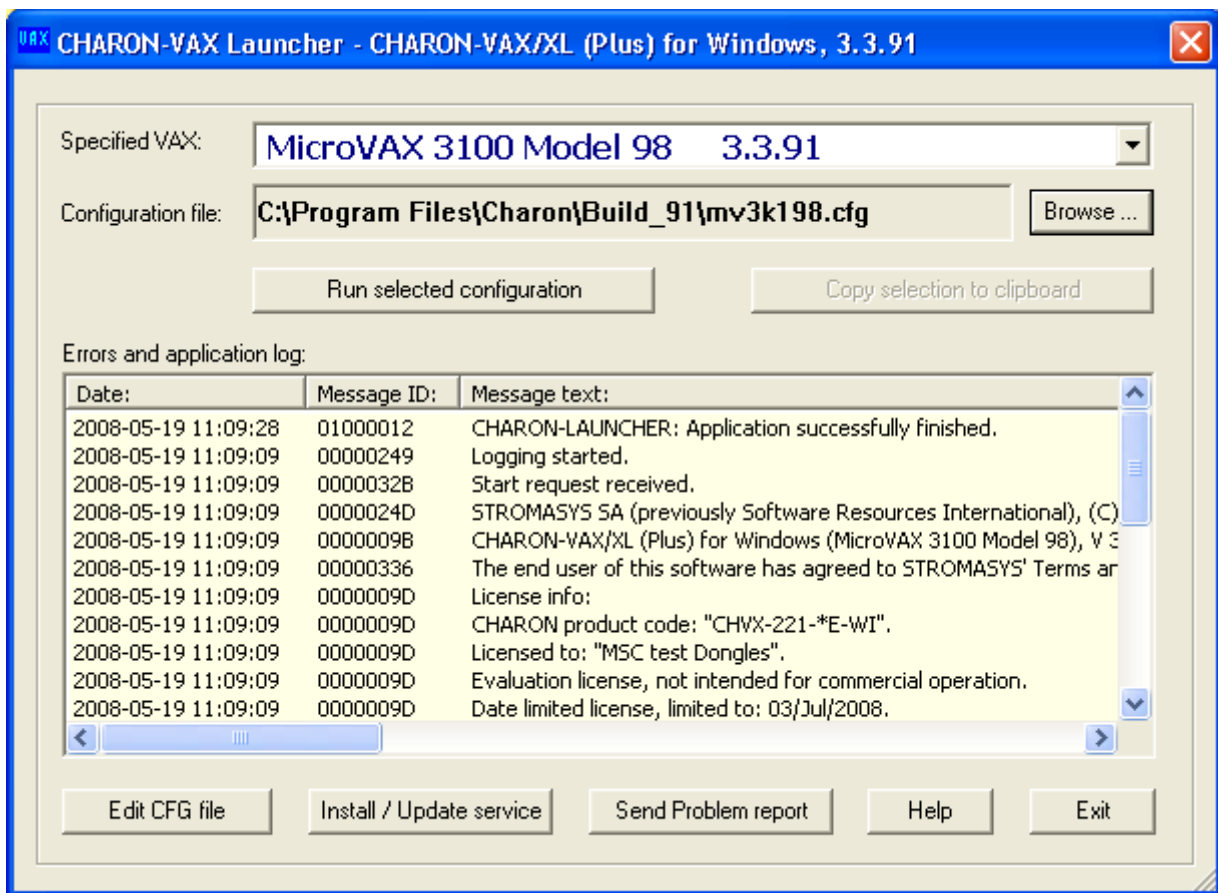 VAX CHARON-VAX Launcher - CHARON-VAX/XL (Plus) for Windows, 3.3.91
Specified VAX: MicroVAX 3100 Model 98 3.3.91
Configuration file: C:\Program Files\Charon\Build_91\mv3k198.cfg Browse ...
Run selected configuration Copy selection to clipboard
Errors and application log:
Date: Message ID: Message text:
2008-05-19 11:09:28 01000012 CHARON-LAUNCHER: Application successfully finished.
2008-05-19 11:09:09 00000249 Logging started.
2008-05-19 11:09:09 0000032B Start request received.
2008-05-19 11:09:09 0000024D STROMASYS SA (previously Software Resources International), (C)
2008-05-19 11:09:09 0000009B CHARON-VAX/XL (Plus) for Windows (MicroVAX 3100 Model 98), V 3
2008-05-19 11:09:09 00000336 The end user of this software has agreed to STROMASYS' Terms an
2008-05-19 11:09:09 0000009D License info:
2008-05-19 11:09:09 0000009D CHARON product code: "CHVX-221-*E-WI".
2008-05-19 11:09:09 0000009D Licensed to: "MSC test Dongles".
2008-05-19 11:09:09 0000009D Evaluation license, not intended for commercial operation.
2008-05-19 11:09:09 0000009D Date limited license, limited to: 03/Jul/2008.
Edit CFG file Install / Update service Send Problem report Help Exit